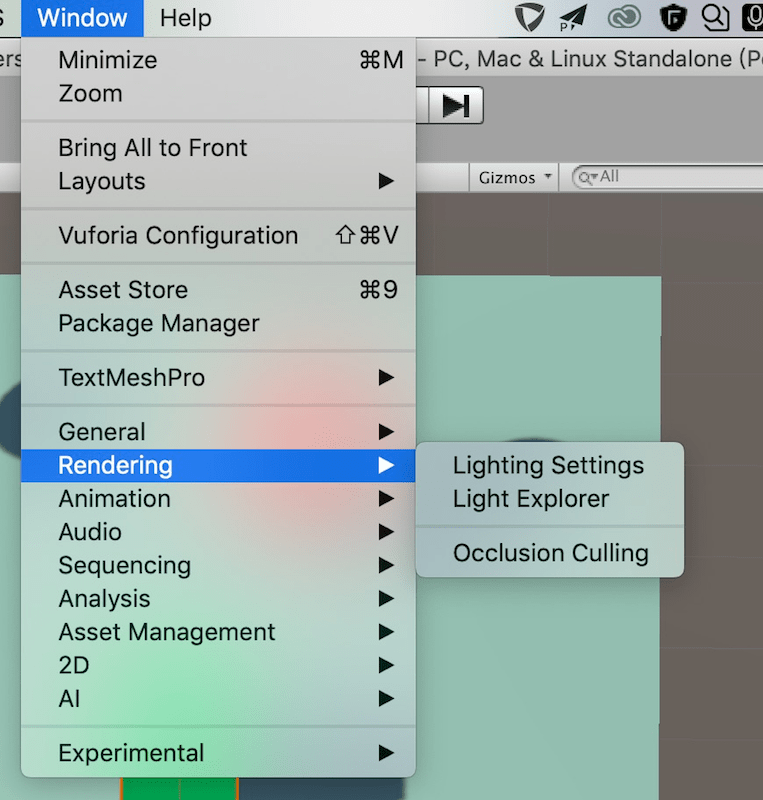 Window Help
Minimize ⌘M
- PC, Mac & Linux Standalone
Zoom
Bring All to Front
Layouts
Gizmos All
Vuforia Configuration ⇧⌘V
Asset Store ⌘9
Package Manager
TextMeshPro
General
Rendering
Lighting Settings
Animation
Light Explorer
Audio
Occlusion Culling
Sequencing
Analysis
Asset Management
2D
AI
Experimental